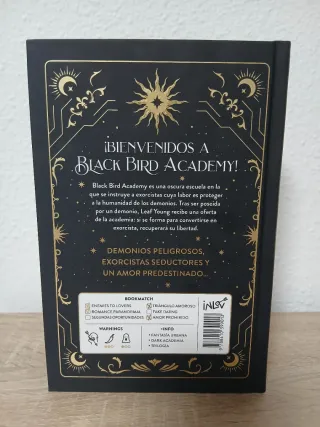 ¡BIENVENIDOS A
BLACK BIRD ACADEMY!
Black Bird Academy es una oscura escuela en la
que se instruye a exorcistas cuya labor es proteger
a la humanidad de los demonios. Tras ser poseída
por un demonio, Leaf Young recibe una oferta
de la academia: si se forma para convertirse en
exorcista, recuperará su libertad.
DEMONIOS PELIGROSOS,
EXORCISTAS SEDUCTORES Y
UN AMOR PREDESTINADO...
BOOKMATCH
ENEMIES TO LOVERS
TRIÁNGULO AMOROSO
ROMANCE PARANORMAL
FAKE DATING
SEGUNDAS OPORTUNIDADES
AMOR PROHIBIDO
WARNINGS
+INFO
• FANTASÍA URBANA
• DARK ACADEMIA
• TRILOGÍA